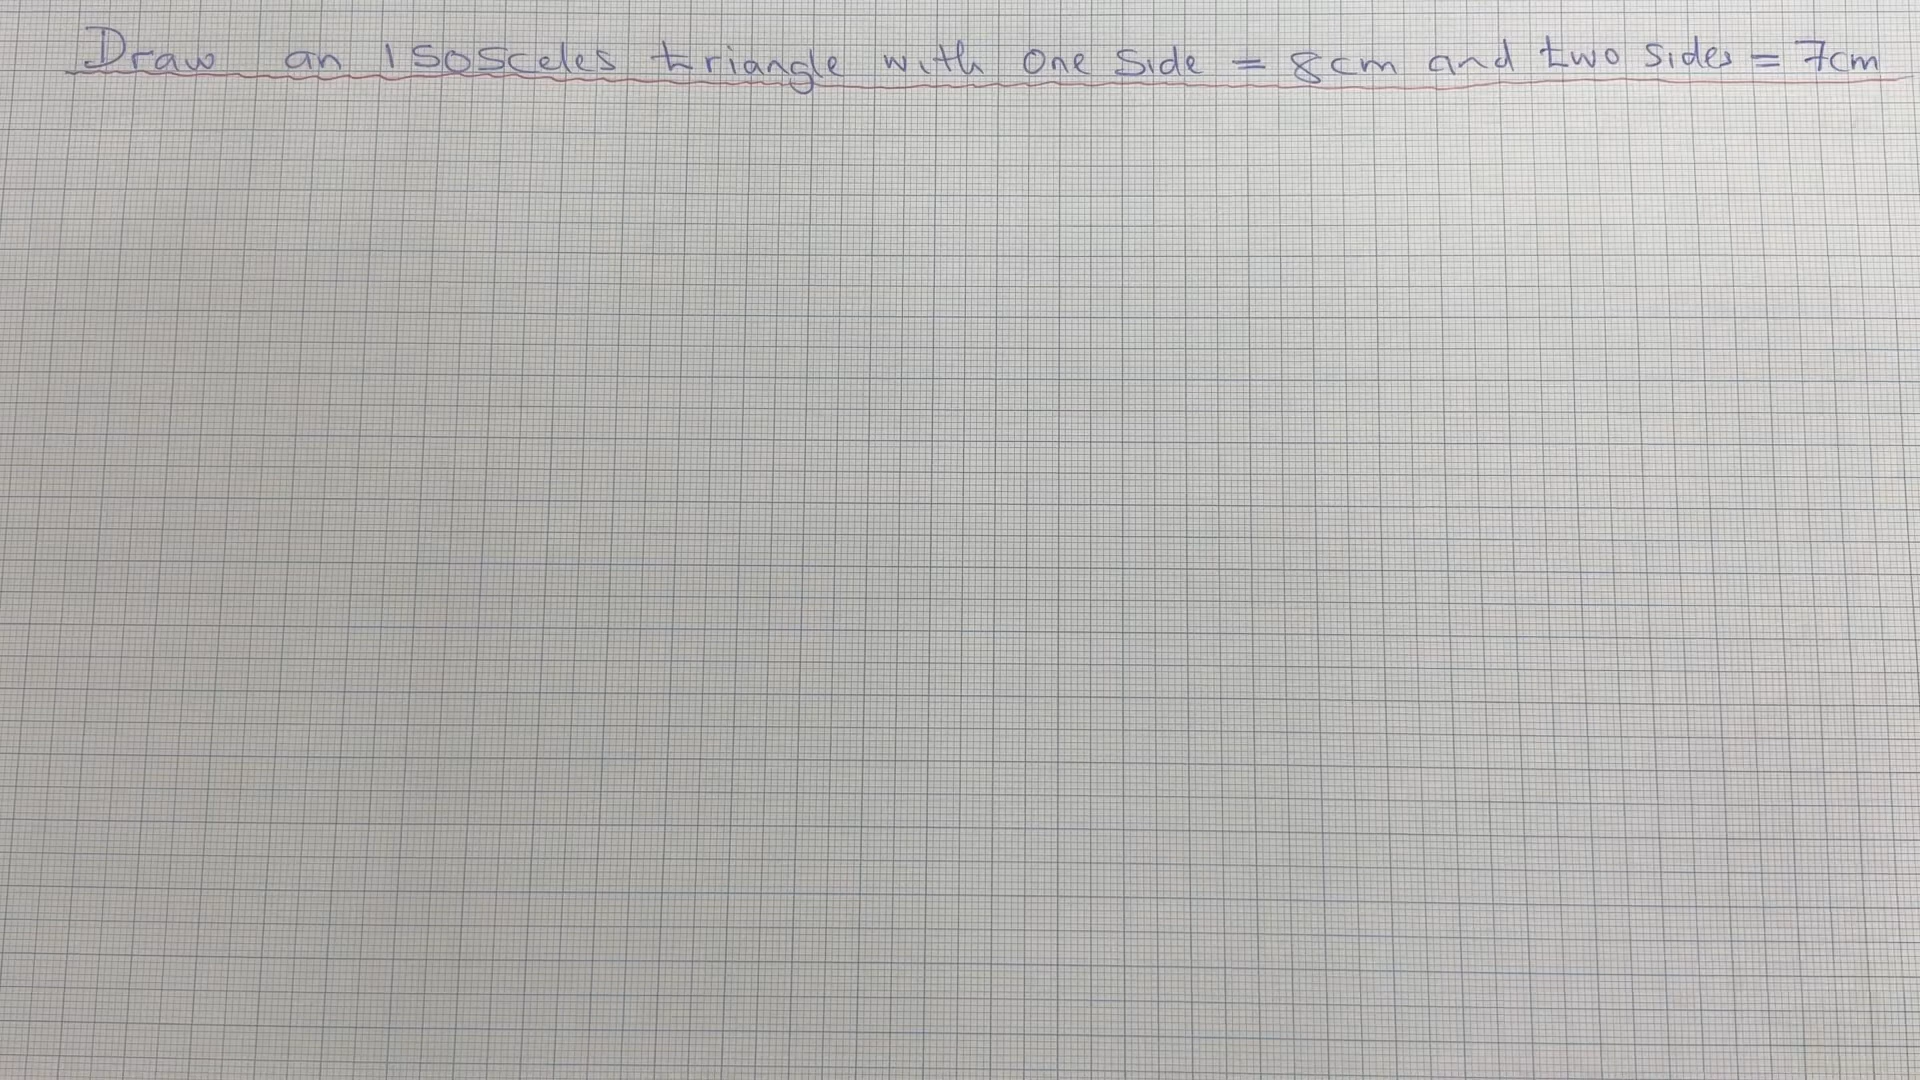 Draw an isosceles triangle with one side = 8cm and two sides = 7cm